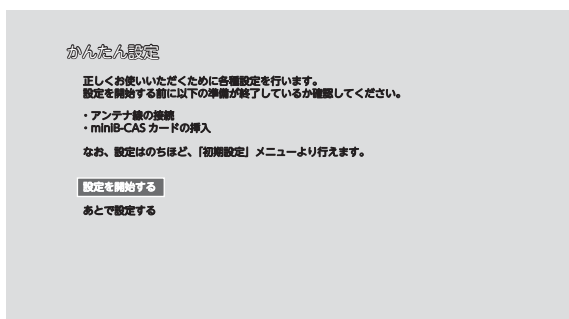 かんたん設定
正しくお使いいただくために各種設定を行います。
設定を開始する前に以下の準備が終了しているか確認してください。
・アンテナ線の接続
・miniB-CAS カードの挿入
なお、設定はのちほど、「初期設定」メニューより行えます。
設定を開始する
あとで設定する